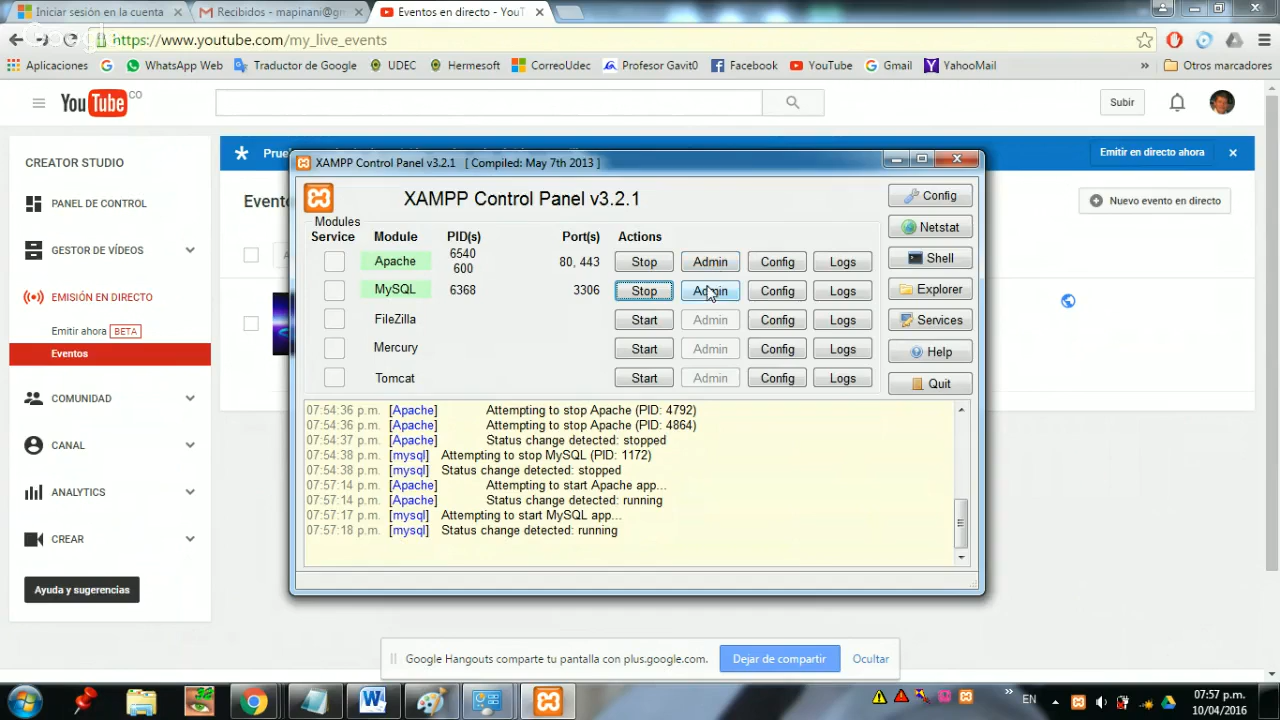 Iniciar sesión en la cuenta
Recibidos - mapinani@gm
Eventos en directo - YouT
https://www.youtube.com/my_live_events
Aplicaciones
WhatsApp Web
Traductor de Google
UDEC
Hermesoft
CorreoUdec
Profesor Gavit0
Facebook
YouTube
Gmail
YahooMail
»
Otros marcadores
YouTube CO
Subir
CREATOR STUDIO
PANEL DE CONTROL
GESTOR DE VÍDEOS
EMISIÓN EN DIRECTO
Emitir ahora BETA
Eventos
COMUNIDAD
CANAL
ANALYTICS
CREAR
Ayuda y sugerencias
Emitir en directo ahora
Nuevo evento en directo
XAMPP Control Panel v3.2.1 [ Compiled: May 7th 2013 ]
XAMPP Control Panel v3.2.1
Modules
Service Module PID(s) Port(s) Actions
Apache 6540 600 80, 443 Stop Admin Config Logs
MySQL 6368 3306 Stop Admin Config Logs
FileZilla Start Admin Config Logs
Mercury Start Admin Config Logs
Tomcat Start Admin Config Logs
Config
Netstat
Shell
Explorer
Services
Help
Quit
07:54:36 p.m. [Apache] Attempting to stop Apache (PID: 4792)
07:54:36 p.m. [Apache] Attempting to stop Apache (PID: 4864)
07:54:37 p.m. [Apache] Status change detected: stopped
07:54:38 p.m. [mysql] Attempting to stop MySQL (PID: 1172)
07:54:38 p.m. [mysql] Status change detected: stopped
07:57:14 p.m. [Apache] Attempting to start Apache app...
07:57:14 p.m. [Apache] Status change detected: running
07:57:17 p.m. [mysql] Attempting to start MySQL app...
07:57:18 p.m. [mysql] Status change detected: running
Google Hangouts comparte tu pantalla con plus.google.com.
Dejar de compartir
Ocultar
EN
07:57 p.m.
10/04/2016